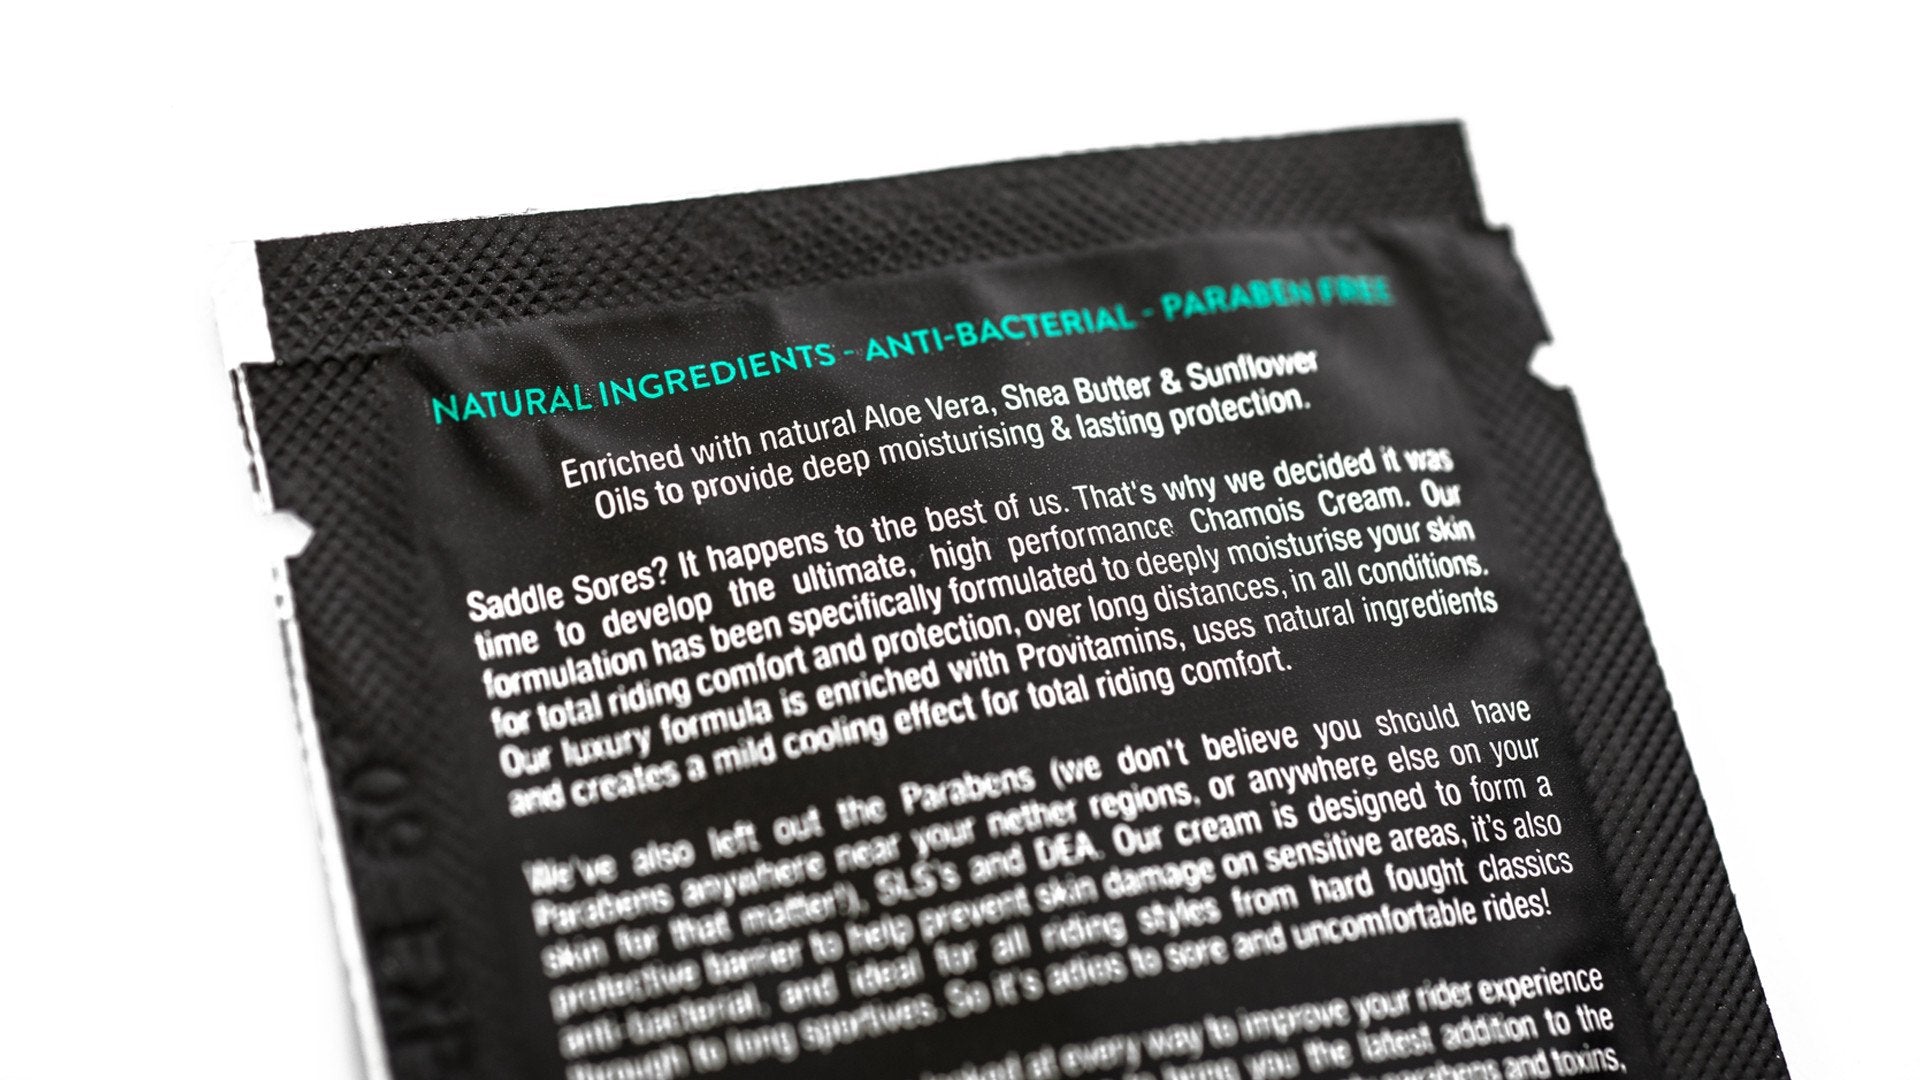 NATURAL INGREDIENTS - ANTI-BACTERIAL - PARABEN FREE
Enriched with natural Aloe Vera, Shea Butter & Sunflower
Oils to provide deep moisturising & lasting protection.
Saddle Sores? It happens to the best of us. That's why we decided it was
time to develop the ultimate, high performance Chamois Cream. Our
formulation has been specifically formulated to deeply moisturise your skin
for total riding comfort and protection, over long distances, in all conditions.
Our luxury formula is enriched with Provitamins, uses natural ingredients
and creates a mild cooling effect for total riding comfort.
We've also left out the Parabens (we don't believe you should have
Parabens anywhere near your nether regions, or anywhere else on your
skin for that matter!), SLS's and DEA. Our cream is designed to form a
protective barrier to help prevent skin damage on sensitive areas, it's also
anti-bacterial, and ideal for all riding styles from hard fought classics
through to long sportives. So it's adios to sore and uncomfortable rides!
at every way to improve your rider experience
you the latest addition to the
parabens and toxins,